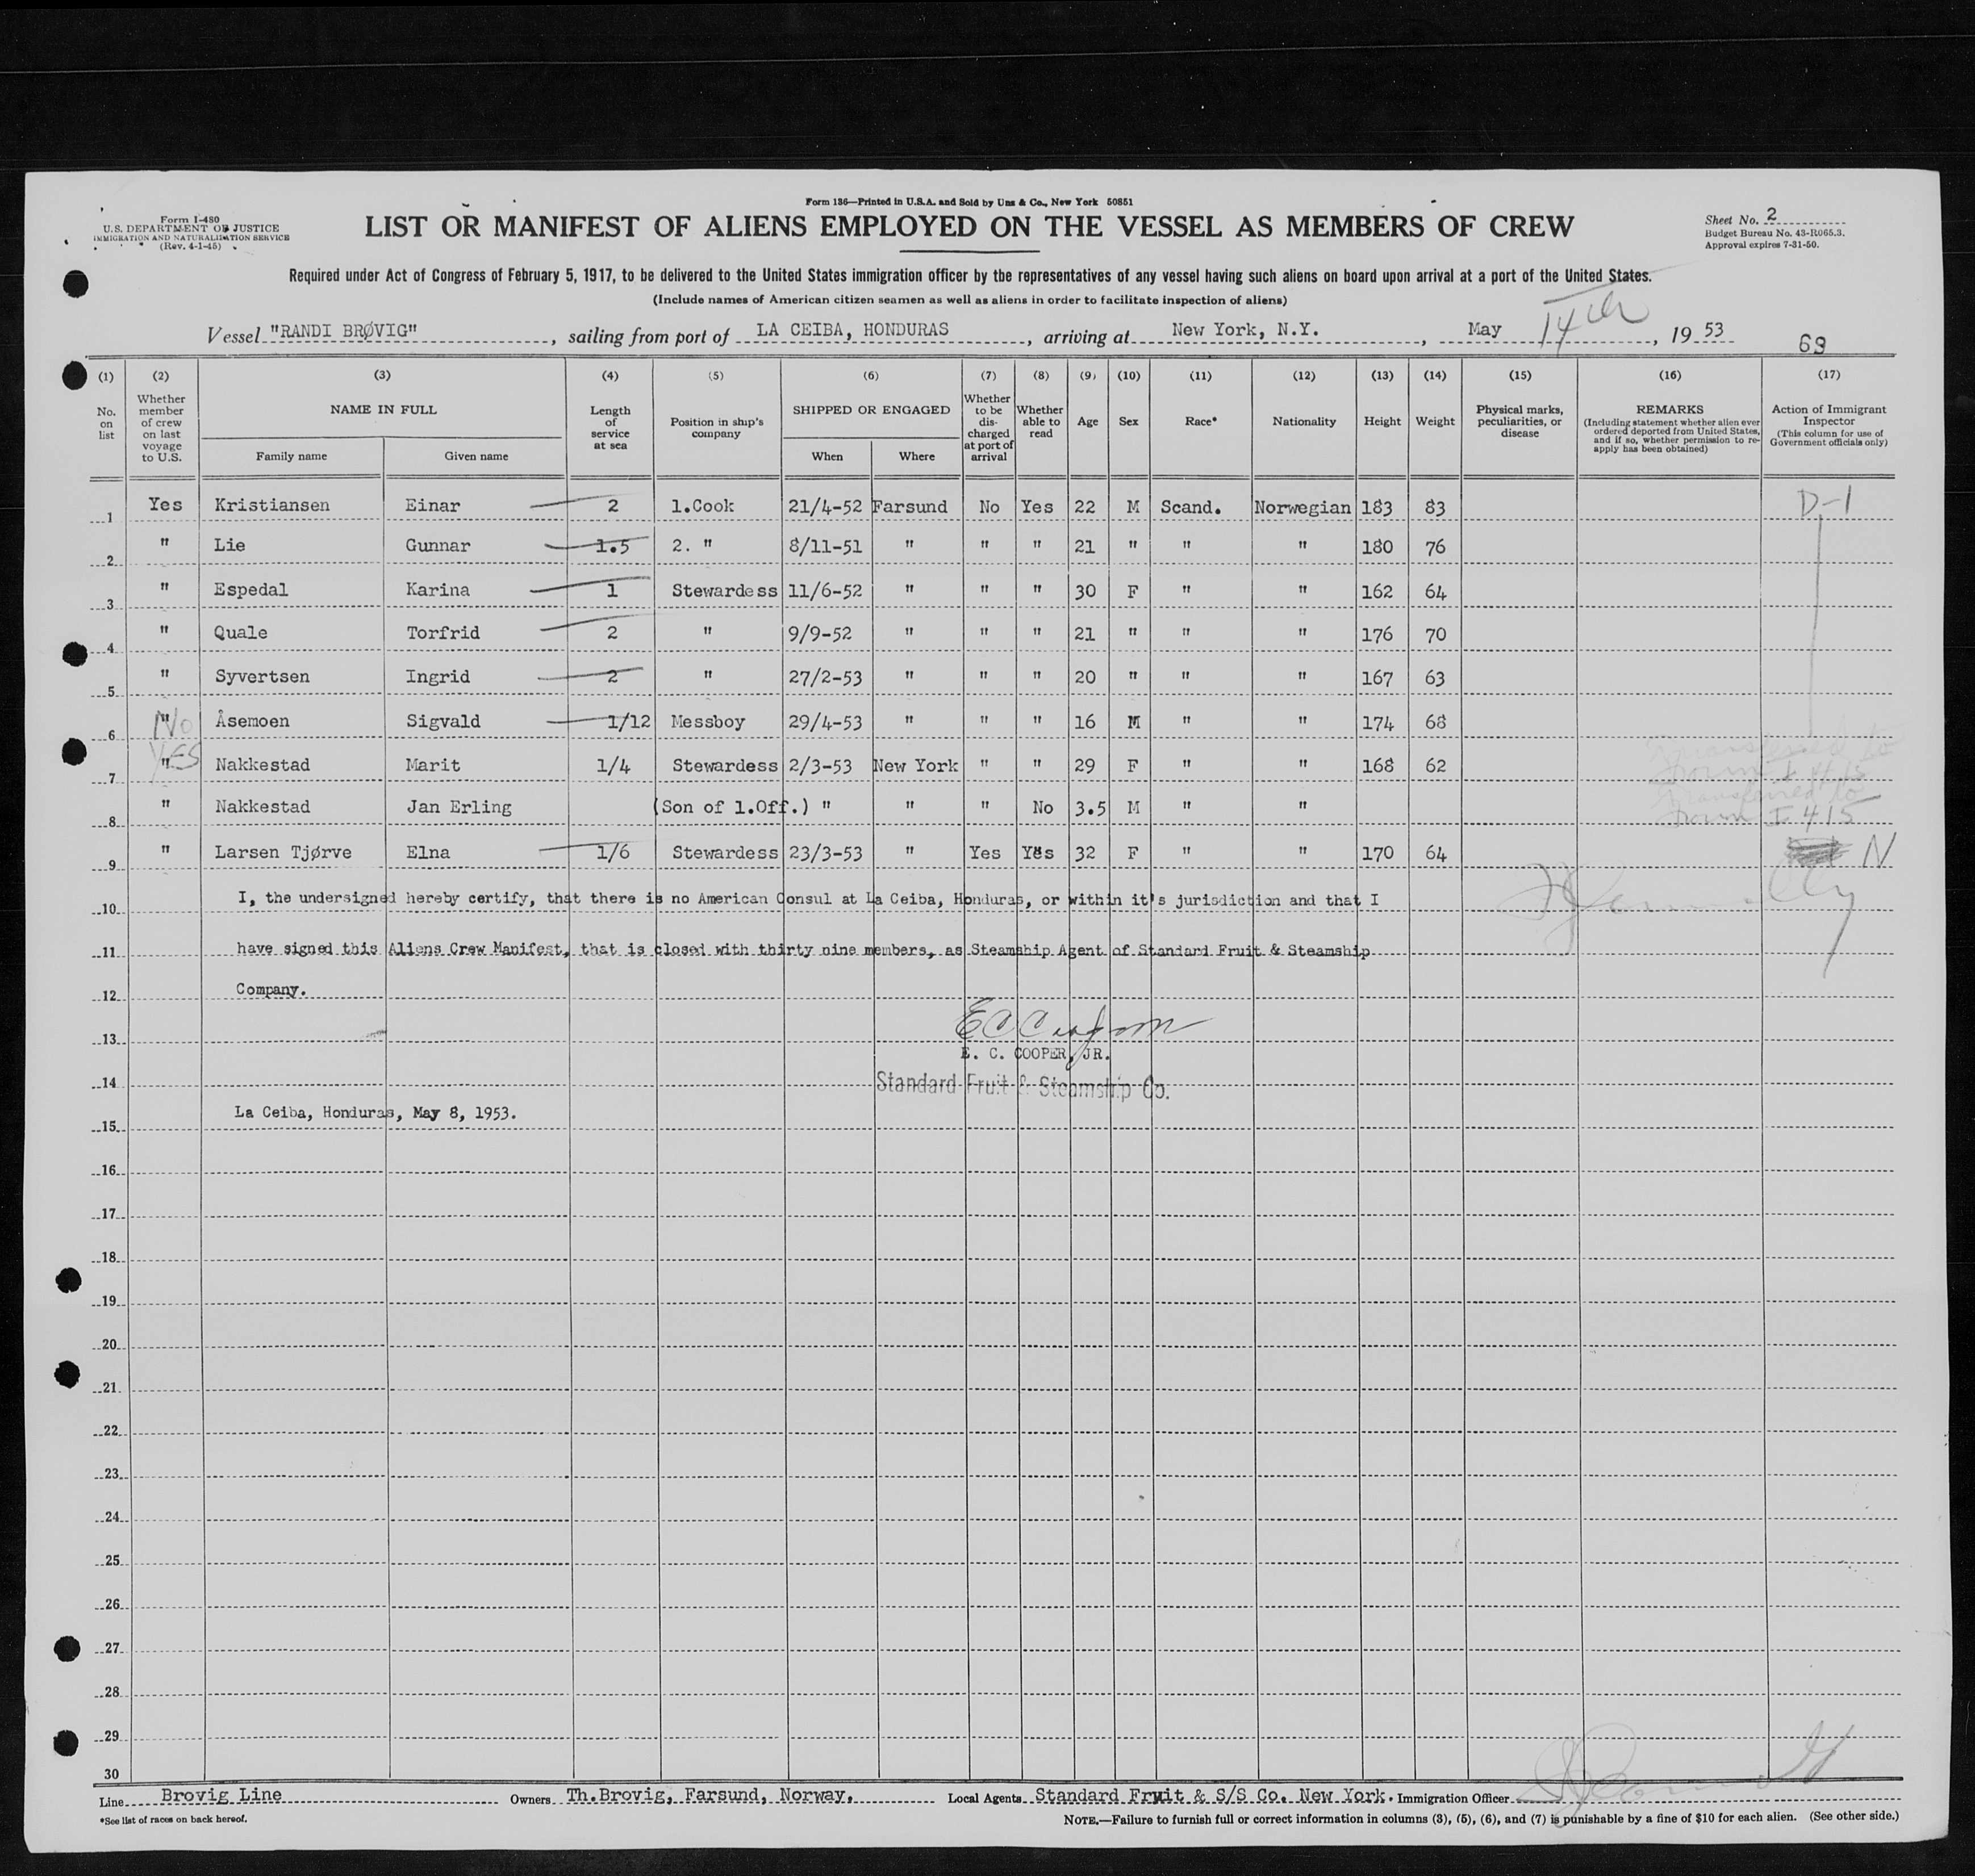 Form 136—Printed in U.S.A. and Sold by Unz & Co., New York 50851
Form I-480
U.S. DEPARTMENT OF JUSTICE
IMMIGRATION AND NATURALIZATION SERVICE
(Rev. 4-1-45)
LIST OR MANIFEST OF ALIENS EMPLOYED ON THE VESSEL AS MEMBERS OF CREW
Sheet No. 2
Budget Bureau No. 43-R065.3.
Approval expires 7-31-50.
Required under Act of Congress of February 5, 1917, to be delivered to the United States immigration officer by the representatives of any vessel having such aliens on board upon arrival at a port of the United States.
(Include names of American citizen seamen as well as aliens in order to facilitate inspection of aliens)
Vessel "RANDI BRØVIG", sailing from port of LA CEIBA, HONDURAS, arriving at New York, N.Y., May 14th, 19 53
69
(1) (2) (3) (4) (5) (6) (7) (8) (9) (10) (11) (12) (13) (14) (15) (16) (17)
No. on list
Whether member of crew on last voyage to U.S.
NAME IN FULL
Family name Given name
Length of service at sea
Position in ship's company
SHIPPED OR ENGAGED
When Where
Whether to be discharged at port of arrival
Whether able to read
Age Sex Race* Nationality Height Weight
Physical marks, peculiarities, or disease
REMARKS
(Including statement whether alien ever ordered deported from United States, and if so, whether permission to reapply has been obtained)
Action of Immigrant Inspector
(This column for use of Government officials only)
1 Yes Kristiansen Einar 2 1.Cook 21/4-52 Farsund No Yes 22 M Scand. Norwegian 183 83 D-1
2 " Lie Gunnar 1.5 2. " 8/11-51 " " " 21 " " " 180 76
3 " Espedal Karina 1 Stewardess 11/6-52 " " " 30 F " " 162 64
4 " Quale Torfrid 2 " 9/9-52 " " " 21 " " " 176 70
5 " Syvertsen Ingrid 2 " 27/2-53 " " " 20 " " " 167 63
6 " No Åsemoen Sigvald 1/12 Messboy 29/4-53 " " " 16 M " " 174 68
7 " YES Nakkestad Marit 1/4 Stewardess 2/3-53 New York " " 29 F " " 168 62 Transferred to Form I 415
8 " Nakkestad Jan Erling (Son of 1.Off.) " " " No 3.5 M " " Transferred to Form I 415
9 " Larsen Tjørve Elna 1/6 Stewardess 23/3-53 " Yes Yes 32 F " " 170 64 N
10 I, the undersigned hereby certify, that there is no American Consul at La Ceiba, Honduras, or within it's jurisdiction and that I
11 have signed this Aliens Crew Manifest, that is closed with thirty nine members, as Steamship Agent of Standard Fruit & Steamship
12 Company.
13
E. C. COOPER, JR.
14 Standard Fruit & Steamship Co.
La Ceiba, Honduras, May 8, 1953.
15
16
17
18
19
20
21
22
23
24
25
26
27
28
29
30
Line Brovig Line Owners Th.Brovig, Farsund, Norway. Local Agents Standard Fruit & S/S Co. New York. Immigration Officer
*See list of races on back hereof.
NOTE.—Failure to furnish full or correct information in columns (3), (5), (6), and (7) is punishable by a fine of $10 for each alien. (See other side.)